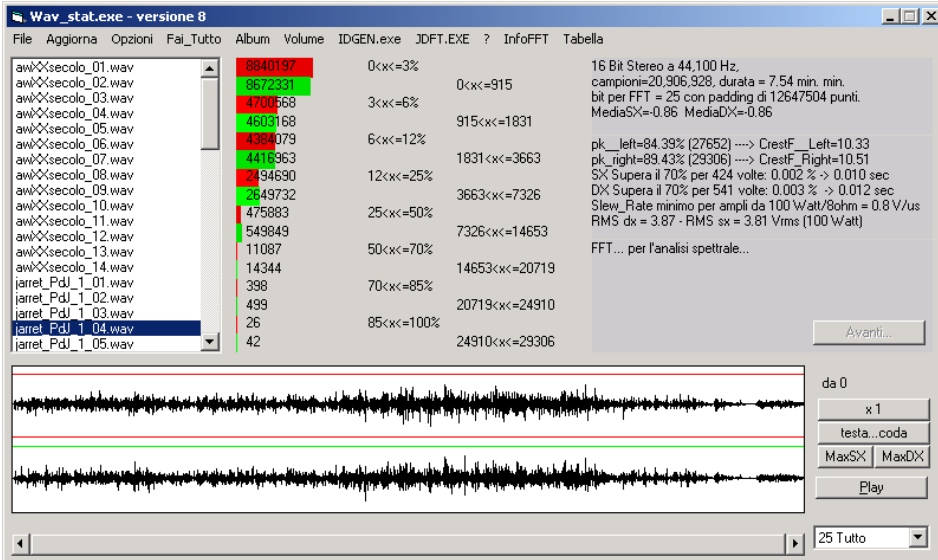 Wav_stat.exe - versione 8
File Aggiorna Opzioni Fai_Tutto Album Volume IDGEN.exe JDFT.EXE ? InfoFFT Tabella
awXXsecolo_01.wav
awXXsecolo_02.wav
awXXsecolo_03.wav
awXXsecolo_04.wav
awXXsecolo_05.wav
awXXsecolo_06.wav
awXXsecolo_07.wav
awXXsecolo_08.wav
awXXsecolo_09.wav
awXXsecolo_10.wav
awXXsecolo_11.wav
awXXsecolo_12.wav
awXXsecolo_13.wav
awXXsecolo_14.wav
jarret_PdJ_1_01.wav
jarret_PdJ_1_02.wav
jarret_PdJ_1_03.wav
jarret_PdJ_1_04.wav
jarret_PdJ_1_05.wav
8840197 0<x<=3%
8672331 0<x<=915
4700568 3<x<=6%
4603168 915<x<=1831
4384079 6<x<=12%
4416963 1831<x<=3663
2494690 12<x<=25%
2649732 3663<x<=7326
475883 25<x<=50%
549849 7326<x<=14653
11087 50<x<=70%
14344 14653<x<=20719
398 70<x<=85%
499 20719<x<=24910
26 85<x<=100%
42 24910<x<=29306
16 Bit Stereo a 44,100 Hz,
campioni=20,906,928, durata = 7.54 min. min.
bit per FFT = 25 con padding di 12647504 punti.
MediaSX=-0.86 MediaDX=-0.86
pk__left=84.39% (27652) ----> CrestF__Left=10.33
pk_right=89.43% (29306) ----> CrestF_Right=10.51
SX Supera il 70% per 424 volte: 0.002 % -> 0.010 sec
DX Supera il 70% per 541 volte: 0.003 % -> 0.012 sec
Slew_Rate minimo per ampli da 100 Watt/8ohm = 0.8 V/us
RMS dx = 3.87 - RMS sx = 3.81 Vrms (100 Watt)
FFT... per l'analisi spettrale...
Avanti...
da 0
x 1
testa...coda
MaxSX MaxDX
Play
25 Tutto